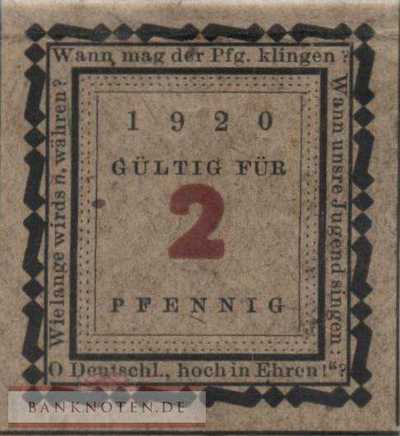 Wann mag der Pfg. klingen?
Wann unsre Jugend singen:
O Deutschl., hoch in Ehren!“?
Wie lange wirds n. währen?
1920
GÜLTIG FÜR
2
PFENNIG
BANKNOTEN.DE